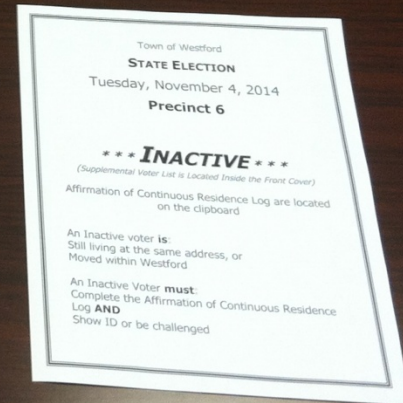 Town of Westford
STATE ELECTION
Tuesday, November 4, 2014
Precinct 6
* * * INACTIVE * * *
(Supplemental Voter List is Located Inside the Front Cover)
Affirmation of Continuous Residence Log are located
on the clipboard
An Inactive voter is:
Still living at the same address, or
Moved within Westford
An Inactive Voter must:
Complete the Affirmation of Continuous Residence
Log AND
Show ID or be challenged